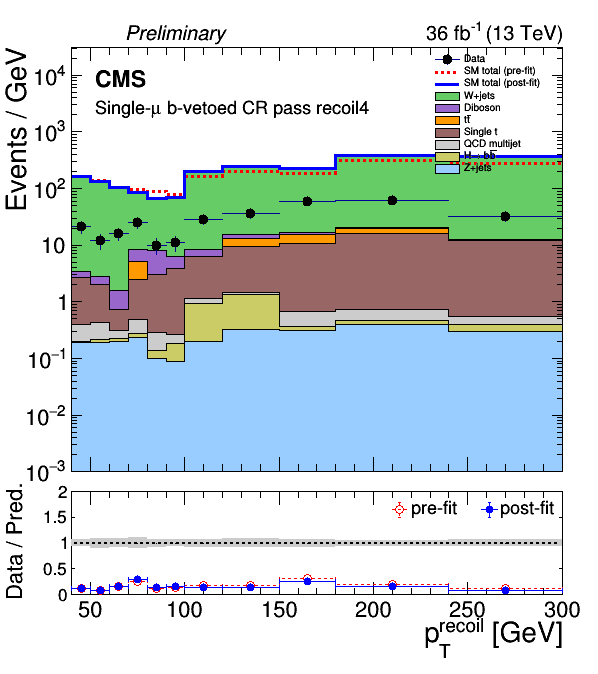 Preliminary 36 fb⁻¹ (13 TeV)
Events / GeV
10⁴
10³
10²
10
1
10⁻¹
10⁻²
10⁻³
CMS
Single-μ b-vetoed CR pass recoil4
Data
SM total (pre-fit)
SM total (post-fit)
W+jets
Diboson
tt̅
Single t
QCD multijet
H→bb̅
Z+jets
Data / Pred.
2
1.5
1
0.5
0
pre-fit post-fit
50 100 150 200 250 300
p_T^recoil [GeV]